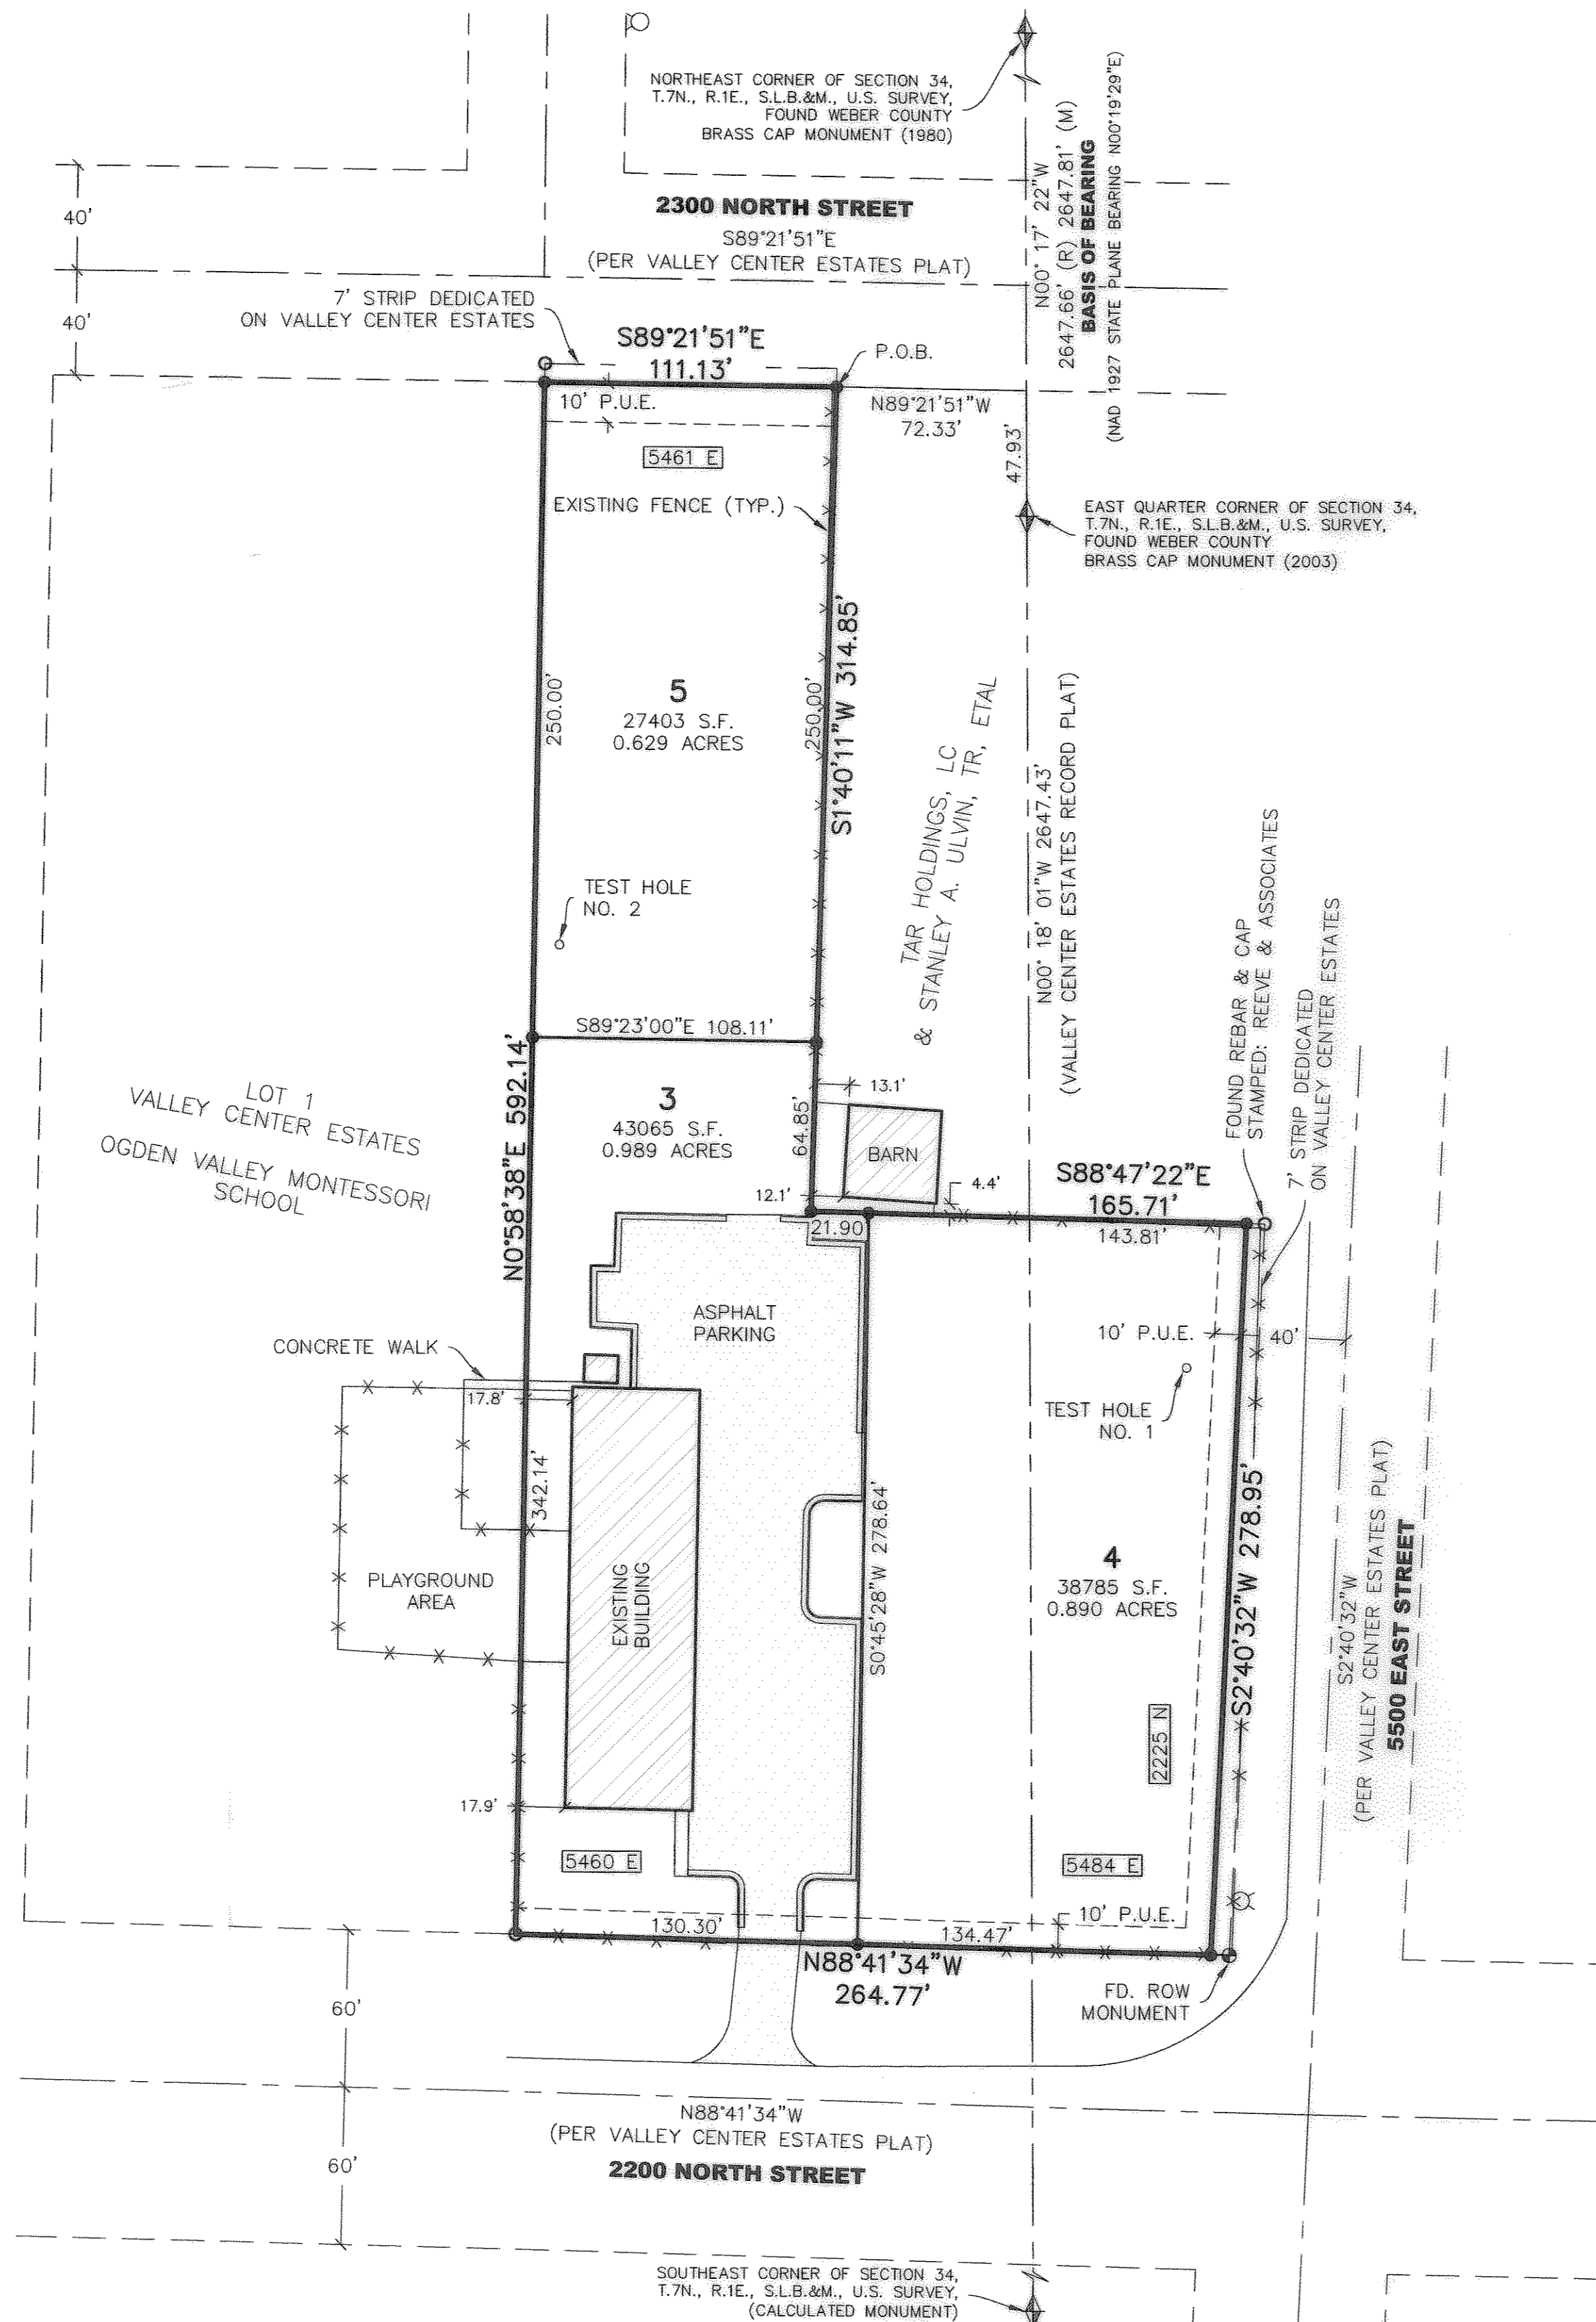 NORTHEAST CORNER OF SECTION 34,
T.7N., R.1E., S.L.B.&M., U.S. SURVEY,
FOUND WEBER COUNTY
BRASS CAP MONUMENT (1980)
N00° 17' 22"W
2647.66' (R) 2647.81' (M)
BASIS OF BEARING
(NAD 1927 STATE PLANE BEARING N00°19'29"E)
2300 NORTH STREET
S89°21'51"E
(PER VALLEY CENTER ESTATES PLAT)
40'
40'
7' STRIP DEDICATED
ON VALLEY CENTER ESTATES
S89°21'51"E
111.13'
P.O.B.
10' P.U.E.
N89°21'51"W
72.33'
47.93'
5461 E
EXISTING FENCE (TYP.)
EAST QUARTER CORNER OF SECTION 34,
T.7N., R.1E., S.L.B.&M., U.S. SURVEY,
FOUND WEBER COUNTY
BRASS CAP MONUMENT (2003)
250.00'
5
27403 S.F.
0.629 ACRES
250.00'
S1°40'11"W 314.85'
TAR HOLDINGS, LC
& STANLEY A. ULVIN, TR, ETAL
N00° 18' 01"W 2647.43'
(VALLEY CENTER ESTATES RECORD PLAT)
TEST HOLE
NO. 2
FOUND REBAR & CAP
STAMPED: REEVE & ASSOCIATES
7' STRIP DEDICATED
ON VALLEY CENTER ESTATES
S89°23'00"E 108.11'
N0°58'38"E 592.14'
LOT 1
VALLEY CENTER ESTATES
OGDEN VALLEY MONTESSORI
SCHOOL
3
43065 S.F.
0.989 ACRES
64.85'
13.1'
BARN
12.1'
4.4'
S88°47'22"E
165.71'
21.90
143.81'
ASPHALT
PARKING
10' P.U.E.
40'
CONCRETE WALK
17.8'
TEST HOLE
NO. 1
342.14'
S0°45'28"W 278.64'
S2°40'32"W 278.95'
PLAYGROUND
AREA
EXISTING
BUILDING
4
38785 S.F.
0.890 ACRES
S2°40'32"W
(PER VALLEY CENTER ESTATES PLAT)
5500 EAST STREET
2225 N
17.9'
5460 E
5484 E
10' P.U.E.
130.30'
134.47'
N88°41'34"W
264.77'
FD. ROW
MONUMENT
60'
60'
N88°41'34"W
(PER VALLEY CENTER ESTATES PLAT)
2200 NORTH STREET
SOUTHEAST CORNER OF SECTION 34,
T.7N., R.1E., S.L.B.&M., U.S. SURVEY,
(CALCULATED MONUMENT)